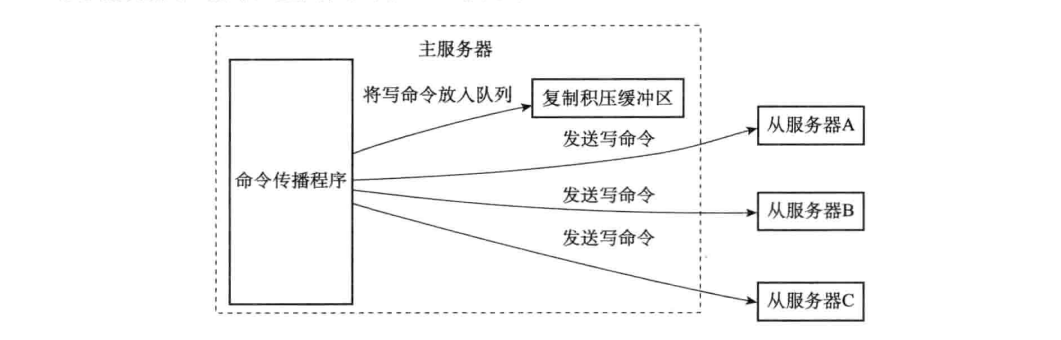 主服务器
将写命令放入队列
复制积压缓冲区
从服务器A
发送写命令
命令传播程序
发送写命令
从服务器B
发送写命令
从服务器C